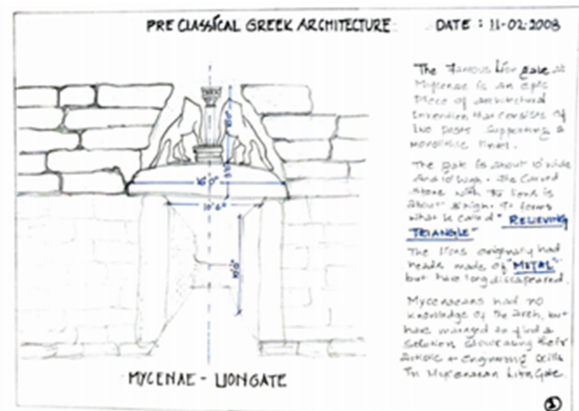 PRE CLASSICAL GREEK ARCHITECTURE DATE : 11-02-2008
The famous lion gate at
Mycenae is an epic
piece of architectural
invention that consists of
two posts supporting a
monolithic lintel.
The gate is about 10' wide
and 10' high. The carved
stone with the lions is
about high. It forms
what is called "RELIEVING
TRIANGLE"
The lions originally had
heads made of "METAL"
but have long disappeared.
Mycenaeans had no
knowledge of the arch, but
have managed to find a
solution showcasing their
artistic + engineering skills
in Mycenaean Lion Gate.
16'-0"
10'-0"
MYCENAE - LIONGATE
1